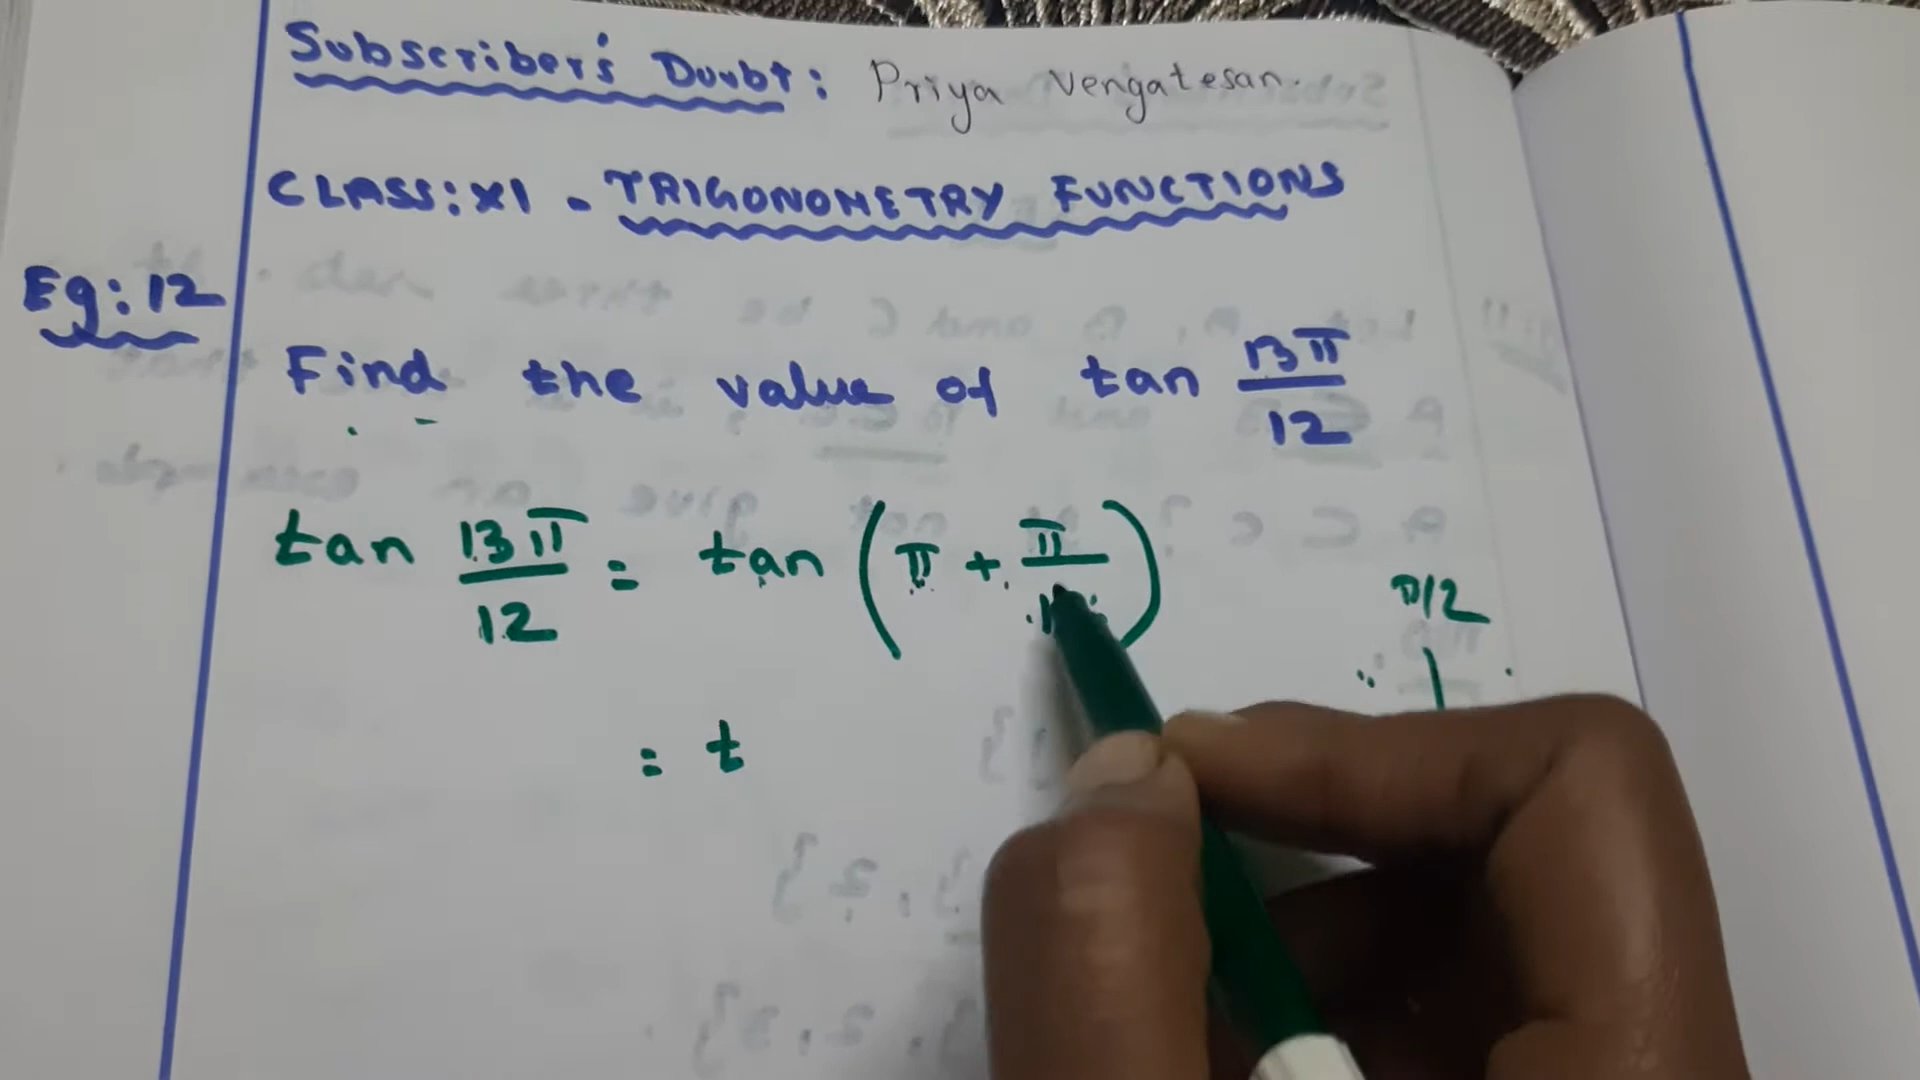 Subscriber's Doubt: Priya Vengatesan.
CLASS: XI - TRIGONOMETRY FUNCTIONS
Eg: 12
Find the value of tan 13π/12
tan 13π/12 = tan (π + π/
π/2
= t